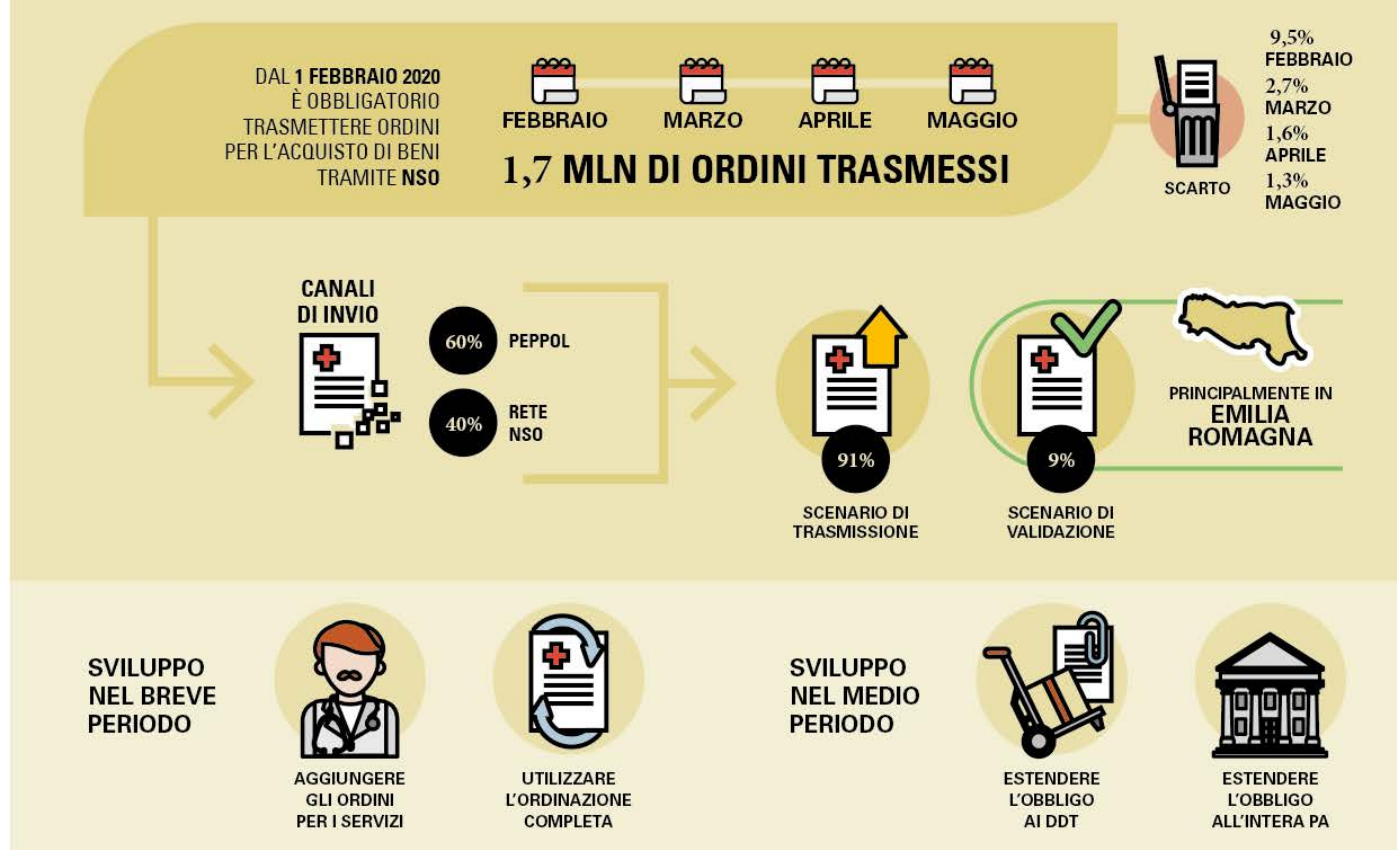 DAL 1 FEBBRAIO 2020
È OBBLIGATORIO
TRASMETTERE ORDINI
PER L'ACQUISTO DI BENI
TRAMITE NSO
FEBBRAIO
MARZO
APRILE
MAGGIO
1,7 MLN DI ORDINI TRASMESSI
SCARTO
9,5%
FEBBRAIO
2,7%
MARZO
1,6%
APRILE
1,3%
MAGGIO
CANALI
DI INVIO
60%
PEPPOL
40%
RETE
NSO
91%
SCENARIO DI
TRASMISSIONE
9%
SCENARIO DI
VALIDAZIONE
PRINCIPALMENTE IN
EMILIA
ROMAGNA
SVILUPPO
NEL BREVE
PERIODO
AGGIUNGERE
GLI ORDINI
PER I SERVIZI
UTILIZZARE
L'ORDINAZIONE
COMPLETA
SVILUPPO
NEL MEDIO
PERIODO
ESTENDERE
L'OBBLIGO
AI DDT
ESTENDERE
L'OBBLIGO
ALL'INTERA PA